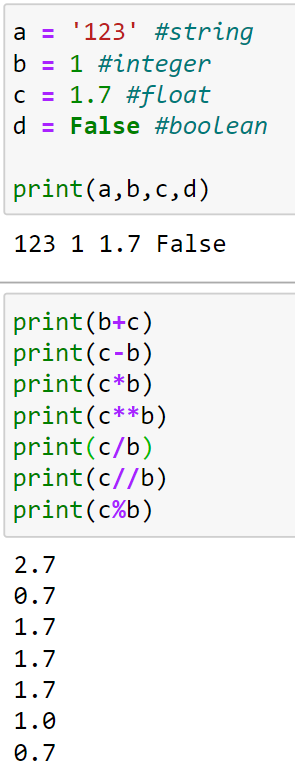 a = '123' #string
b = 1 #integer
c = 1.7 #float
d = False #boolean
print(a,b,c,d)
123 1 1.7 False
print(b+c)
print(c-b)
print(c*b)
print(c**b)
print(c/b)
print(c//b)
print(c%b)
2.7
0.7
1.7
1.7
1.7
1.0
0.7